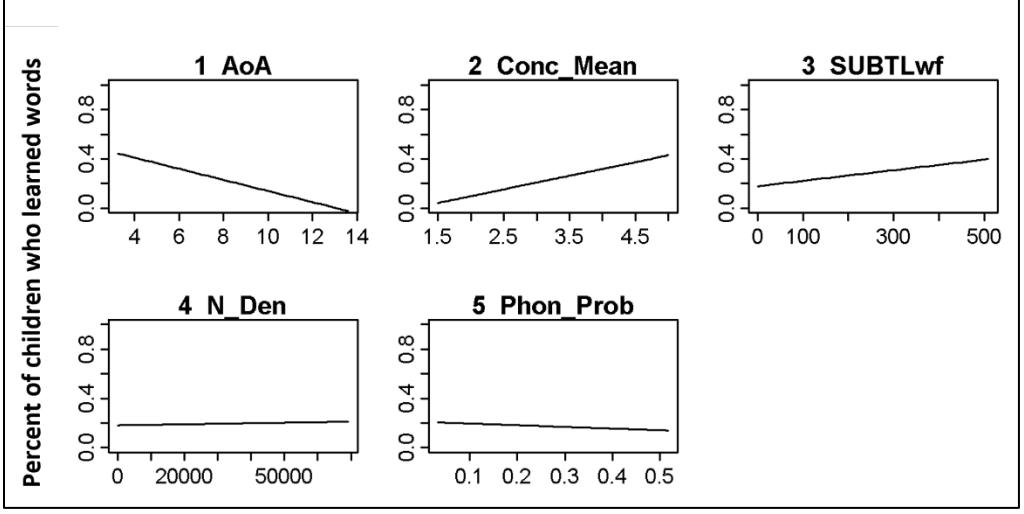 Percent of children who learned words
1 AoA
0.8
0.4
0.0
4 6 8 10 12 14
2 Conc_Mean
0.8
0.4
0.0
1.5 2.5 3.5 4.5
3 SUBTLwf
0.8
0.4
0.0
0 100 300 500
4 N_Den
0.8
0.4
0.0
0 20000 50000
5 Phon_Prob
0.8
0.4
0.0
0.1 0.2 0.3 0.4 0.5